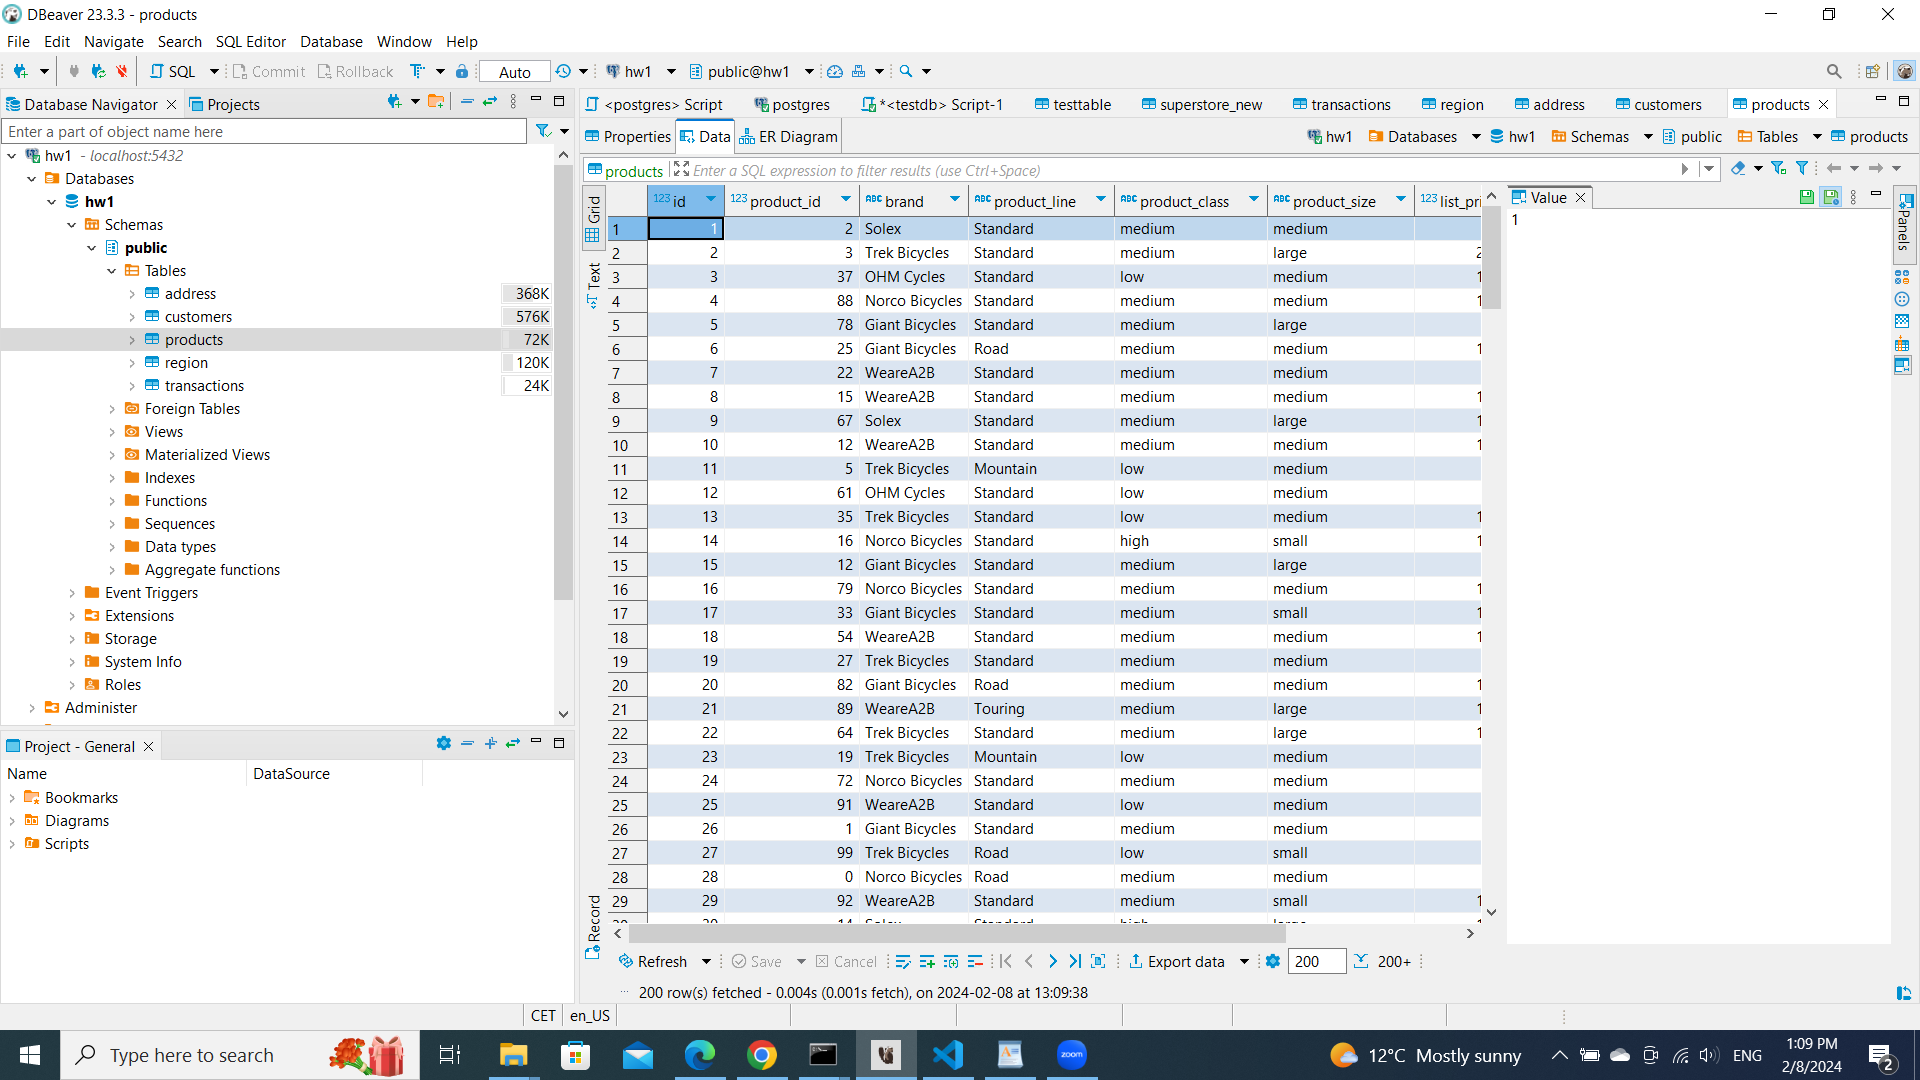 DBeaver 23.3.3 - products
File Edit Navigate Search SQL Editor Database Window Help
SQL Commit Rollback Auto hw1 public@hw1
Database Navigator Projects
Enter a part of object name here
hw1 - localhost:5432
Databases
hw1
Schemas
public
Tables
address 368K
customers 576K
products 72K
region 120K
transactions 24K
Foreign Tables
Views
Materialized Views
Indexes
Functions
Sequences
Data types
Aggregate functions
Event Triggers
Extensions
Storage
System Info
Roles
Administer
Project - General
Name DataSource
Bookmarks
Diagrams
Scripts
<postgres> Script postgres *<testdb> Script-1 testtable superstore_new transactions region address customers products
Properties Data ER Diagram hw1 Databases hw1 Schemas public Tables products
products Enter a SQL expression to filter results (use Ctrl+Space)
Grid
Text
Record
123 id 123 product_id ABC brand ABC product_line ABC product_class ABC product_size 123 list_pri
1 1 2 Solex Standard medium medium
2 2 3 Trek Bicycles Standard medium large 2
3 3 37 OHM Cycles Standard low medium 1
4 4 88 Norco Bicycles Standard medium medium 1
5 5 78 Giant Bicycles Standard medium large
6 6 25 Giant Bicycles Road medium medium 1
7 7 22 WeareA2B Standard medium medium
8 8 15 WeareA2B Standard medium medium 1
9 9 67 Solex Standard medium large 1
10 10 12 WeareA2B Standard medium medium 1
11 11 5 Trek Bicycles Mountain low medium
12 12 61 OHM Cycles Standard low medium
13 13 35 Trek Bicycles Standard low medium 1
14 14 16 Norco Bicycles Standard high small 1
15 15 12 Giant Bicycles Standard medium large
16 16 79 Norco Bicycles Standard medium medium 1
17 17 33 Giant Bicycles Standard medium small 1
18 18 54 WeareA2B Standard medium medium 1
19 19 27 Trek Bicycles Standard medium medium
20 20 82 Giant Bicycles Road medium medium 1
21 21 89 WeareA2B Touring medium large 1
22 22 64 Trek Bicycles Standard medium large 1
23 23 19 Trek Bicycles Mountain low medium
24 24 72 Norco Bicycles Standard medium medium
25 25 91 WeareA2B Standard low medium
26 26 1 Giant Bicycles Standard medium medium
27 27 99 Trek Bicycles Road low small
28 28 0 Norco Bicycles Road medium medium
29 29 92 WeareA2B Standard medium small 1
Value
1
Panels
Refresh Save Cancel Export data 200 200+
200 row(s) fetched - 0.004s (0.001s fetch), on 2024-02-08 at 13:09:38
CET en_US
Type here to search
zoom
12°C Mostly sunny
ENG
1:09 PM
2/8/2024
2